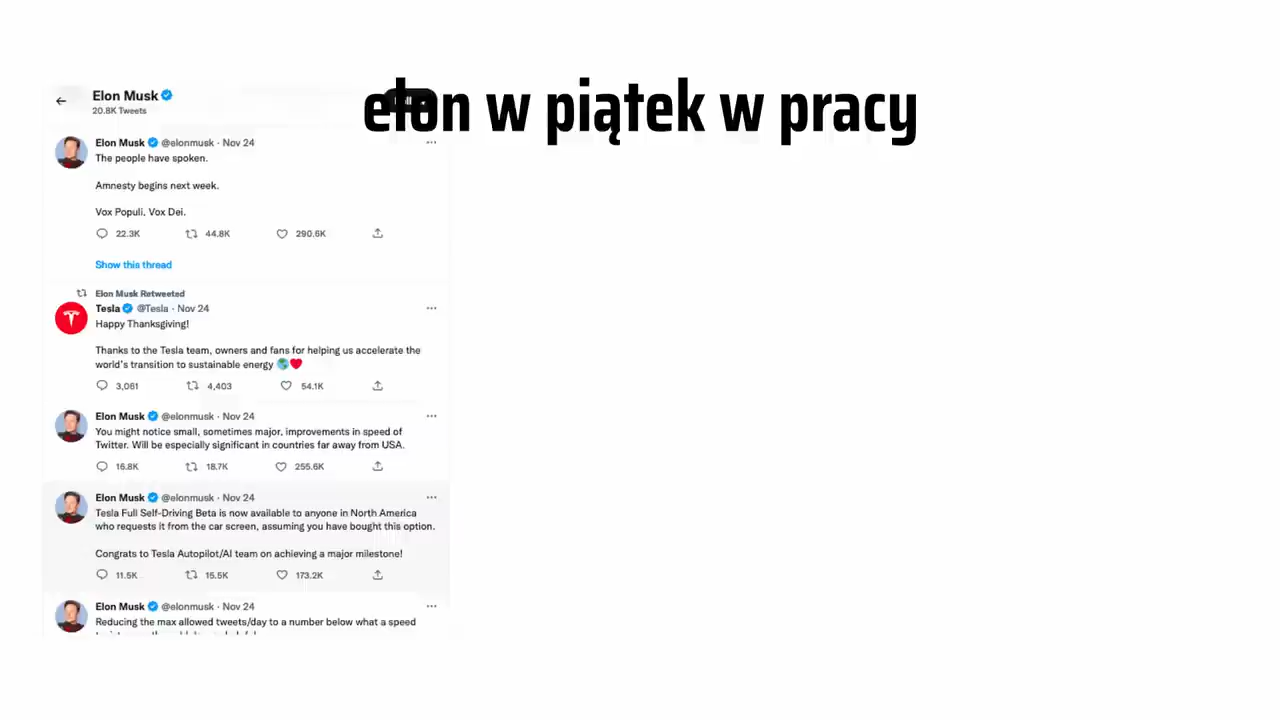 elon w piątek w pracy
Elon Musk
20.8K Tweets
Elon Musk @elonmusk · Nov 24
The people have spoken.
Amnesty begins next week.
Vox Populi, Vox Dei.
22.3K 44.8K 290.6K
Show this thread
Elon Musk Retweeted
Tesla @Tesla · Nov 24
Happy Thanksgiving!
Thanks to the Tesla team, owners and fans for helping us accelerate the
world's transition to sustainable energy 🌎❤️
3,061 4,403 54.1K
Elon Musk @elonmusk · Nov 24
You might notice small, sometimes major, improvements in speed of
Twitter. Will be especially significant in countries far away from USA.
16.8K 18.7K 255.6K
Elon Musk @elonmusk · Nov 24
Tesla Full Self-Driving Beta is now available to anyone in North America
who requests it from the car screen, assuming you have bought this option.
Congrats to Tesla Autopilot/AI team on achieving a major milestone!
11.5K 15.5K 173.2K
Elon Musk @elonmusk · Nov 24
Reducing the max allowed tweets/day to a number below what a speed